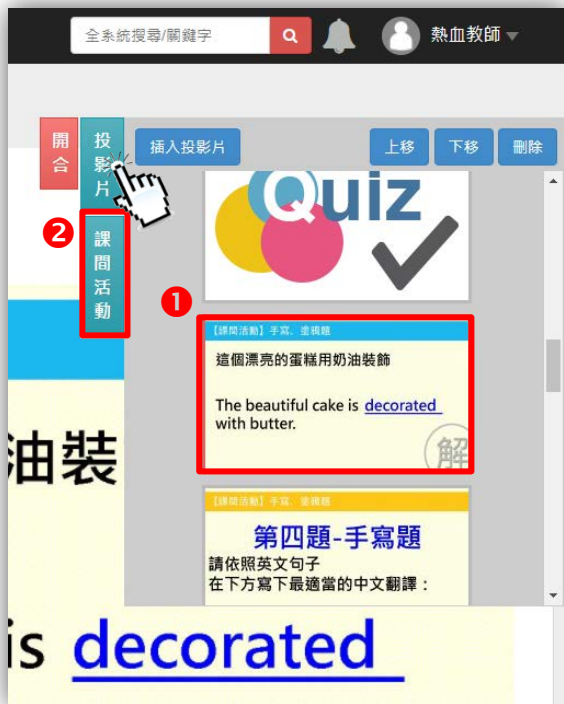 全系統搜尋/關鍵字
熱血教師
開合
投影片
課間活動
插入投影片
上移
下移
刪除
Quiz
2
1
【課間活動】手寫、塗鴉題
這個漂亮的蛋糕用奶油裝飾
The beautiful cake is decorated
with butter.
解
【課間活動】手寫、塗鴉題
第四題-手寫題
請依照英文句子
在下方寫下最適當的中文翻譯：
油裝
is decorated